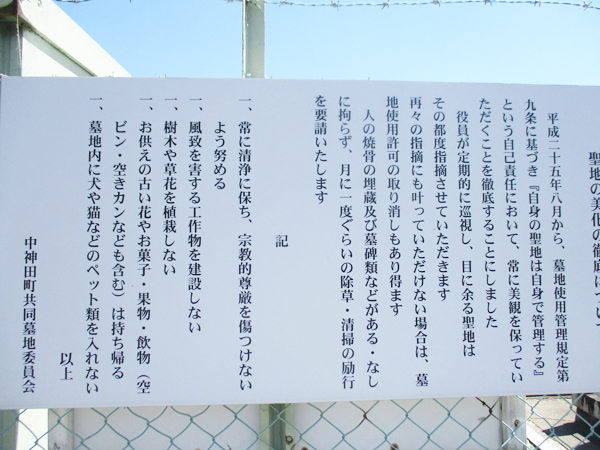 聖地の美化の徹底について
平成二十五年八月から、墓地使用管理規定第
九条に基づき『自身の聖地は自身で管理する』
という自己責任において、常に美観を保ってい
ただくことを徹底することにしました
役員が定期的に巡視し、目に余る聖地は
その都度指摘させていただきます
再々の指摘にも叶っていただけない場合は、墓
地使用許可の取り消しもあり得ます
人の焼骨の埋蔵及び墓碑類などがある・なし
に拘らず、月に一度ぐらいの除草・清掃の励行
を要請いたします
記
一、常に清浄に保ち、宗教的尊厳を傷つけない
よう努める
一、風致を害する工作物を建設しない
一、樹木や草花を植栽しない
一、お供えの古い花やお菓子・果物・飲物（空
ビン・空きカンなども含む）は持ち帰る
一、墓地内に犬や猫などのペット類を入れない
以上
中神田町共同墓地委員会